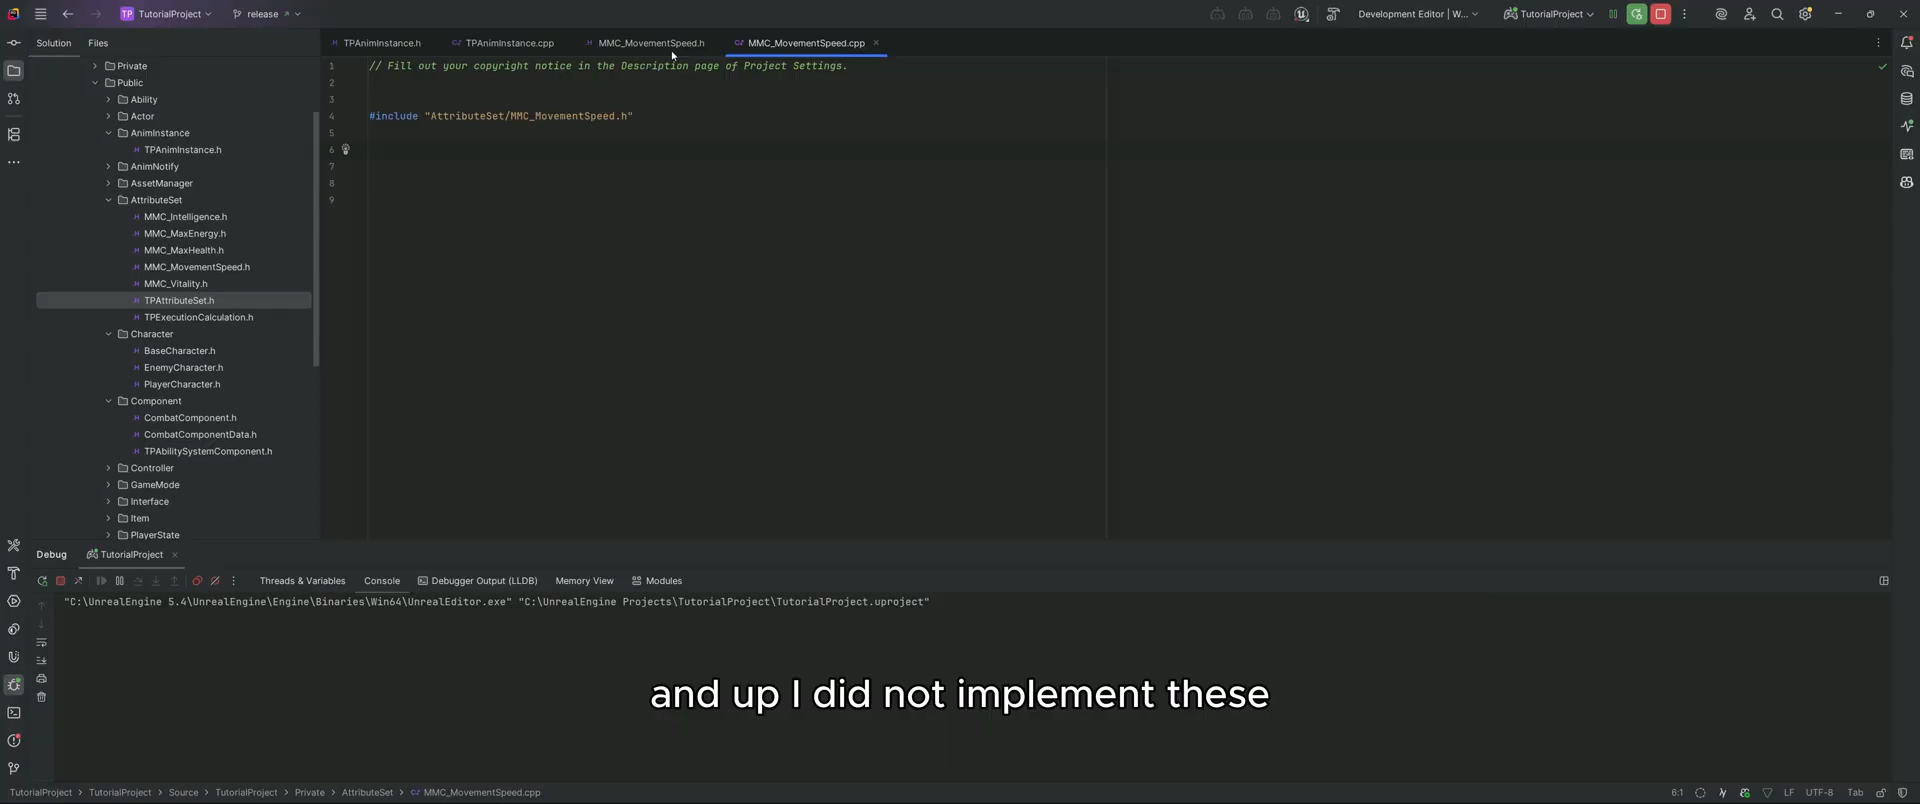 TP TutorialProject release Development Editor | W... TutorialProject
Solution Files
TPAnimInstance.h TPAnimInstance.cpp MMC_MovementSpeed.h MMC_MovementSpeed.cpp
Private
Public
Ability
Actor
AnimInstance
TPAnimInstance.h
AnimNotify
AssetManager
AttributeSet
MMC_Intelligence.h
MMC_MaxEnergy.h
MMC_MaxHealth.h
MMC_MovementSpeed.h
MMC_Vitality.h
TPAttributeSet.h
TPExecutionCalculation.h
Character
BaseCharacter.h
EnemyCharacter.h
PlayerCharacter.h
Component
CombatComponent.h
CombatComponentData.h
TPAbilitySystemComponent.h
Controller
GameMode
Interface
Item
PlayerState
1 // Fill out your copyright notice in the Description page of Project Settings.
2
3
4 #include "AttributeSet/MMC_MovementSpeed.h"
5
6
7
8
9
Debug TutorialProject
Threads & Variables Console Debugger Output (LLDB) Memory View Modules
"C:\UnrealEngine 5.4\UnrealEngine\Engine\Binaries\Win64\UnrealEditor.exe" "C:\UnrealEngine Projects\TutorialProject\TutorialProject.uproject"
and up I did not implement these
TutorialProject > TutorialProject > Source > TutorialProject > Private > AttributeSet > MMC_MovementSpeed.cpp 6:1 LF UTF-8 Tab